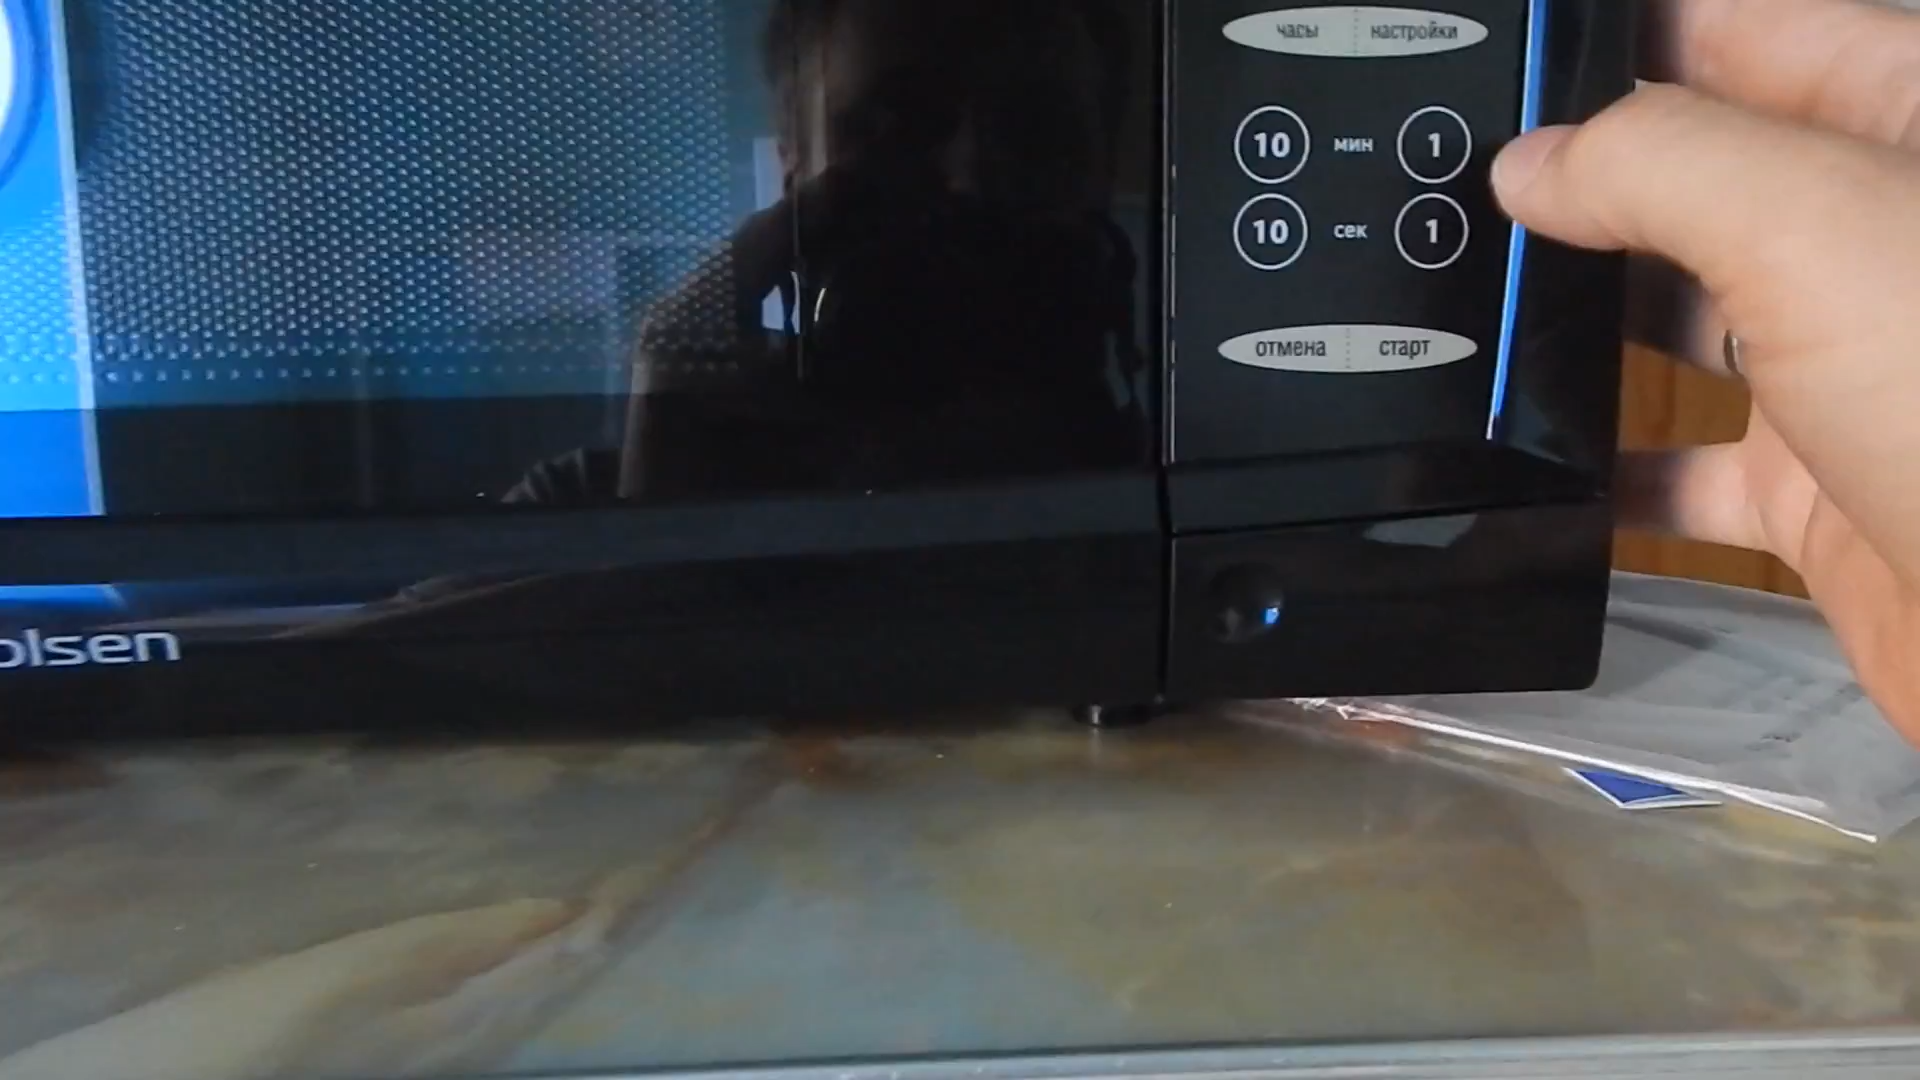 часы настройки
10 мин 1
10 сек 1
отмена старт
olsen